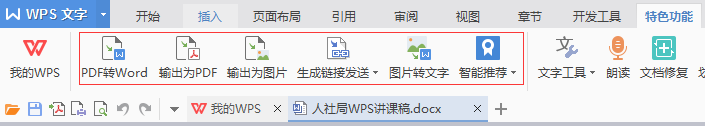 WPS 文字 开始 插入 页面布局 引用 审阅 视图 章节 开发工具 特色功能
我的WPS PDF转Word 输出为PDF 输出为图片 生成链接发送 图片转文字 智能推荐 文字工具 朗读 文档修复
我的WPS 人社局WPS讲课稿.docx